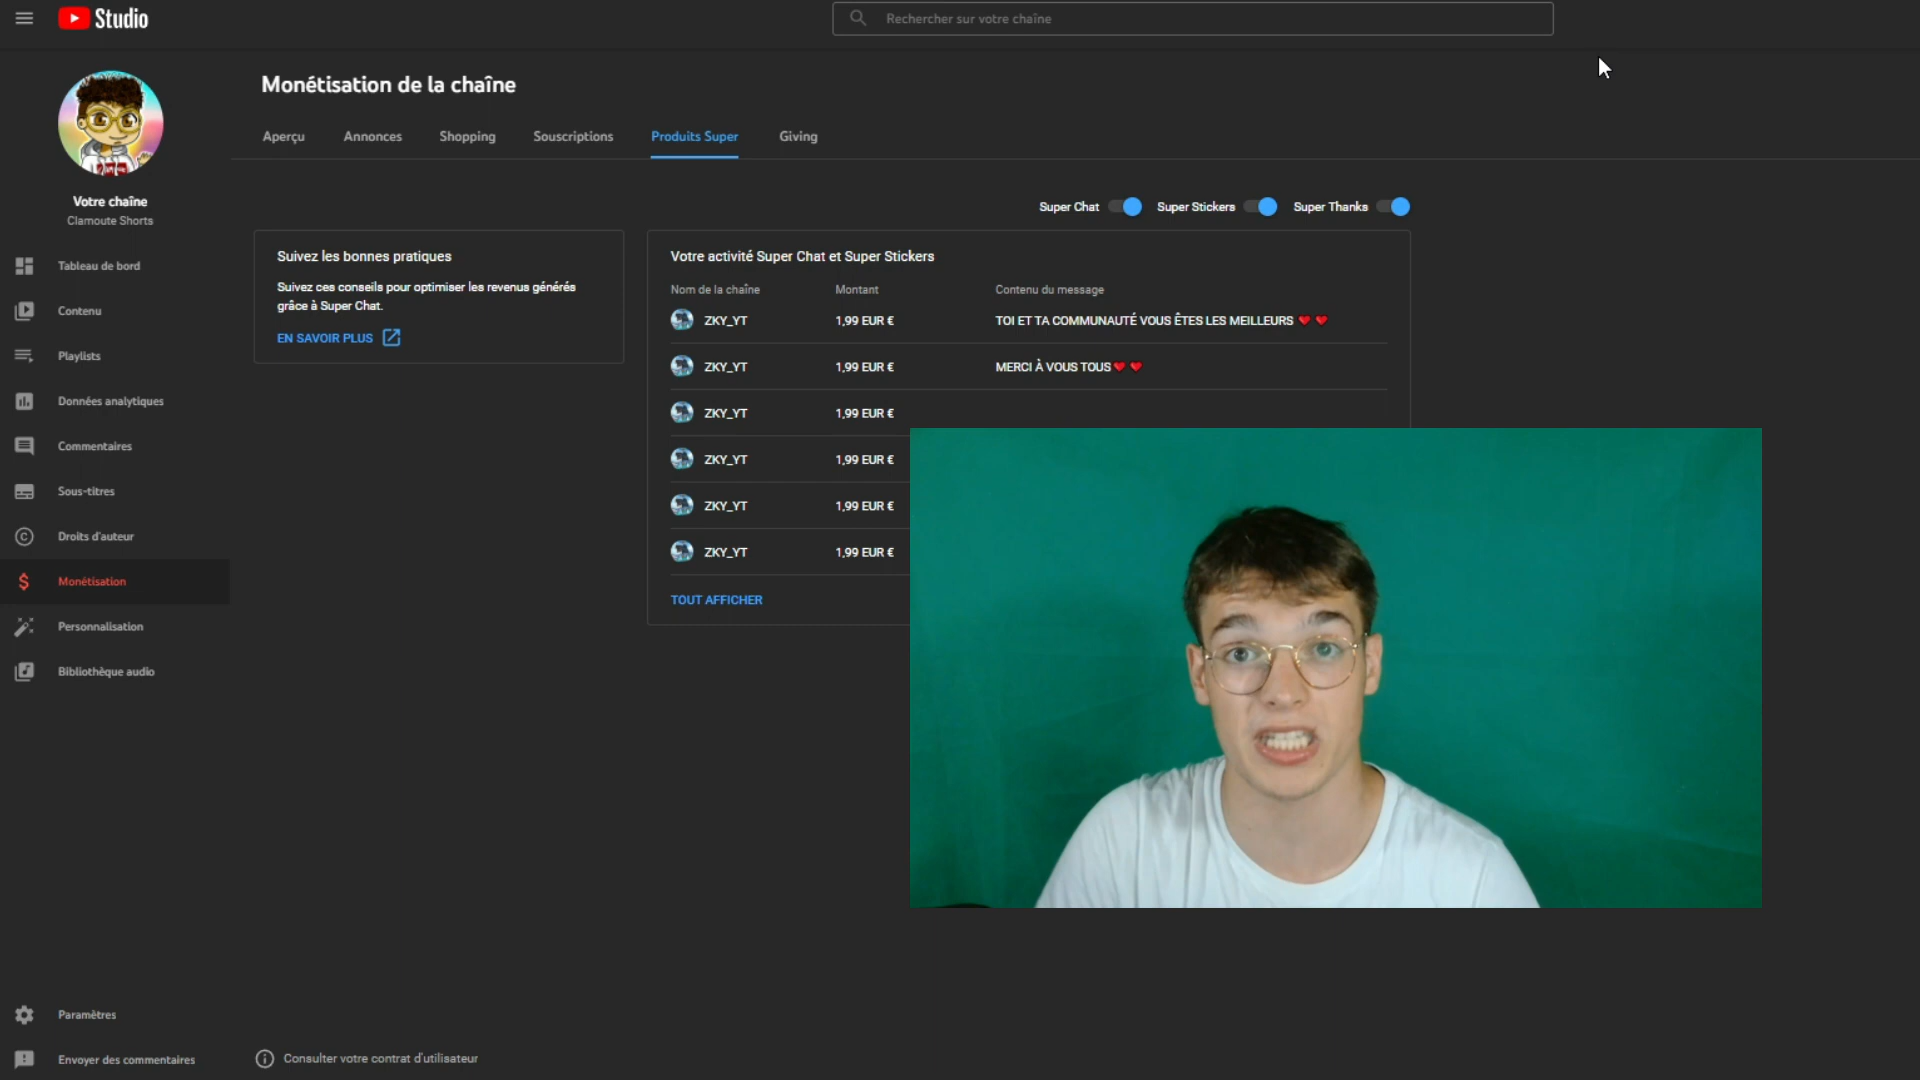 Studio
Rechercher sur votre chaîne
Monétisation de la chaîne
Aperçu
Annonces
Shopping
Souscriptions
Produits Super
Giving
Votre chaîne
Clamoute Shorts
Tableau de bord
Contenu
Playlists
Données analytiques
Commentaires
Sous-titres
Droits d'auteur
Monétisation
Personnalisation
Bibliothèque audio
Paramètres
Envoyer des commentaires
Super Chat
Super Stickers
Super Thanks
Suivez les bonnes pratiques
Suivez ces conseils pour optimiser les revenus générés
grâce à Super Chat.
EN SAVOIR PLUS
Votre activité Super Chat et Super Stickers
Nom de la chaîne Montant Contenu du message
ZKY_YT 1,99 EUR € TOI ET TA COMMUNAUTÉ VOUS ÊTES LES MEILLEURS ❤️ ❤️
ZKY_YT 1,99 EUR € MERCI À VOUS TOUS❤️ ❤️
ZKY_YT 1,99 EUR €
ZKY_YT 1,99 EUR €
ZKY_YT 1,99 EUR €
ZKY_YT 1,99 EUR €
TOUT AFFICHER
Consulter votre contrat d'utilisateur